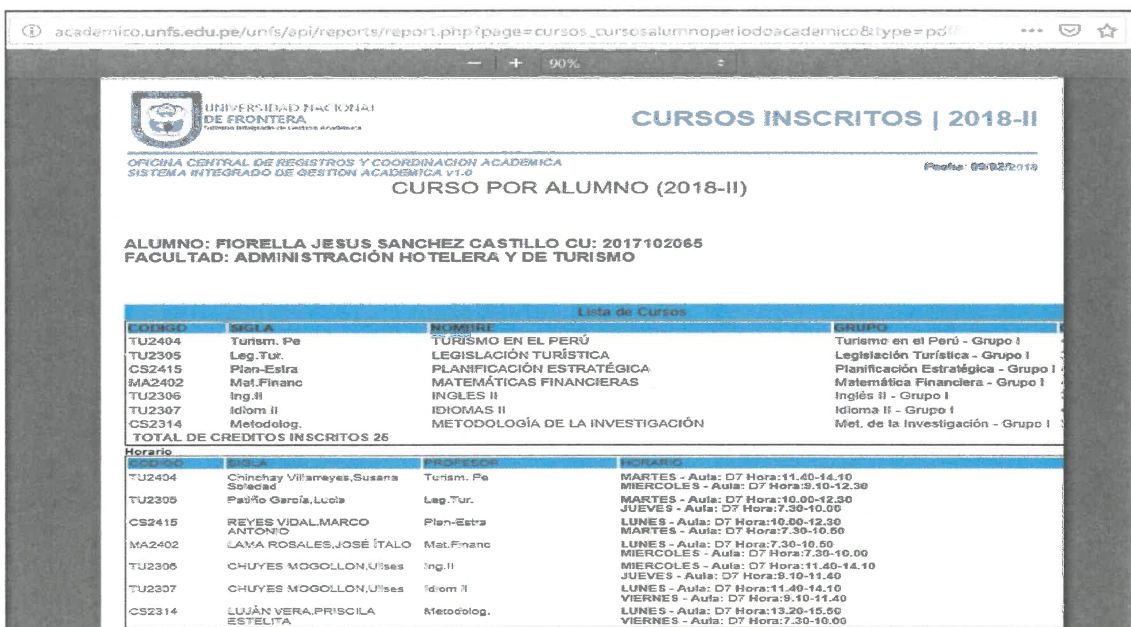 academico.unfs.edu.pe/unfs/api/reports/report.php?page=cursos_cursosalumnoperiodoacademico&type=pdf
— + 90%
UNIVERSIDAD NACIONAL
DE FRONTERA
Sistema Integrado de Gestión Académica
CURSOS INSCRITOS | 2018-II
OFICINA CENTRAL DE REGISTROS Y COORDINACION ACADEMICA
SISTEMA INTEGRADO DE GESTION ACADEMICA v1.0
Fecha: 09/02/2018
CURSO POR ALUMNO (2018-II)
ALUMNO: FIORELLA JESUS SANCHEZ CASTILLO CU: 2017102065
FACULTAD: ADMINISTRACIÓN HOTELERA Y DE TURISMO
Lista de Cursos
CODIGO SIGLA NOMBRE GRUPO
TU2404 Turism. Pe TURISMO EN EL PERÚ Turismo en el Perú - Grupo I
TU2305 Leg.Tur. LEGISLACIÓN TURÍSTICA Legislación Turística - Grupo I
CS2415 Plan-Estra PLANIFICACIÓN ESTRATÉGICA Planificación Estratégica - Grupo I
MA2402 Mat.Financ MATEMÁTICAS FINANCIERAS Matemática Financiera - Grupo I
TU2306 Ing.II INGLES II Inglés II - Grupo I
TU2307 Idiom II IDIOMAS II Idioma II - Grupo I
CS2314 Metodolog. METODOLOGÍA DE LA INVESTIGACIÓN Met. de la Investigación - Grupo I
TOTAL DE CREDITOS INSCRITOS 25
Horario
CODIGO SIGLA PROFESOR HORARIO
TU2404 Chinchay Villarreyes,Susana Soledad Turism. Pe MARTES - Aula: D7 Hora:11.40-14.10
MIERCOLES - Aula: D7 Hora:9.10-12.30
TU2305 Patiño García,Lucía Leg.Tur. MARTES - Aula: D7 Hora:10.00-12.30
JUEVES - Aula: D7 Hora:7.30-10.00
CS2415 REYES VIDAL,MARCO ANTONIO Plan-Estra LUNES - Aula: D7 Hora:10.00-12.30
MARTES - Aula: D7 Hora:7.30-10.50
MA2402 LAMA ROSALES,JOSÉ ÍTALO Mat.Financ LUNES - Aula: D7 Hora:7.30-10.50
MIERCOLES - Aula: D7 Hora:7.30-10.00
TU2306 CHUYES MOGOLLON,Ulises Ing.II MIERCOLES - Aula: D7 Hora:11.40-14.10
JUEVES - Aula: D7 Hora:9.10-11.40
TU2307 CHUYES MOGOLLON,Ulises Idiom II LUNES - Aula: D7 Hora:11.40-14.10
VIERNES - Aula: D7 Hora:9.10-11.40
CS2314 LUJÁN VERA,PRISCILA ESTELITA Metodolog. LUNES - Aula: D7 Hora:13.20-15.50
VIERNES - Aula: D7 Hora:7.30-10.00